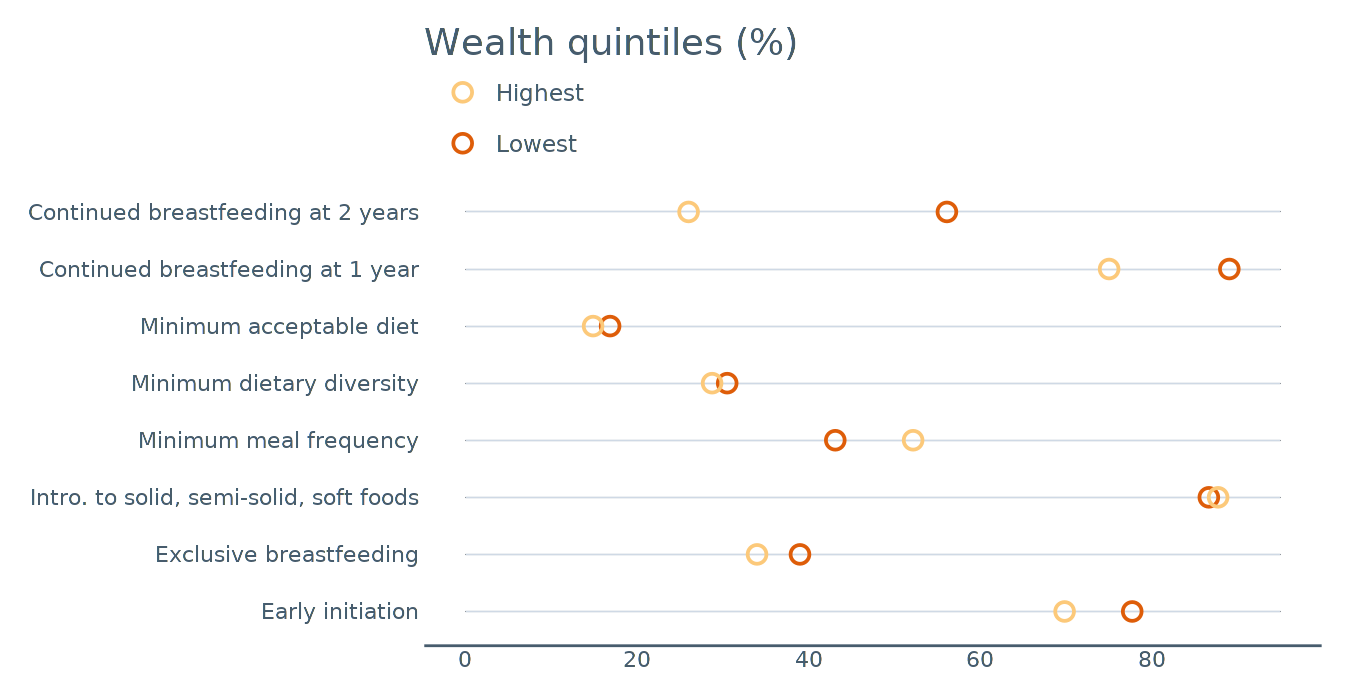 Wealth quintiles (%)
Highest
Lowest
Continued breastfeeding at 2 years
Continued breastfeeding at 1 year
Minimum acceptable diet
Minimum dietary diversity
Minimum meal frequency
Intro. to solid, semi-solid, soft foods
Exclusive breastfeeding
Early initiation
0 20 40 60 80